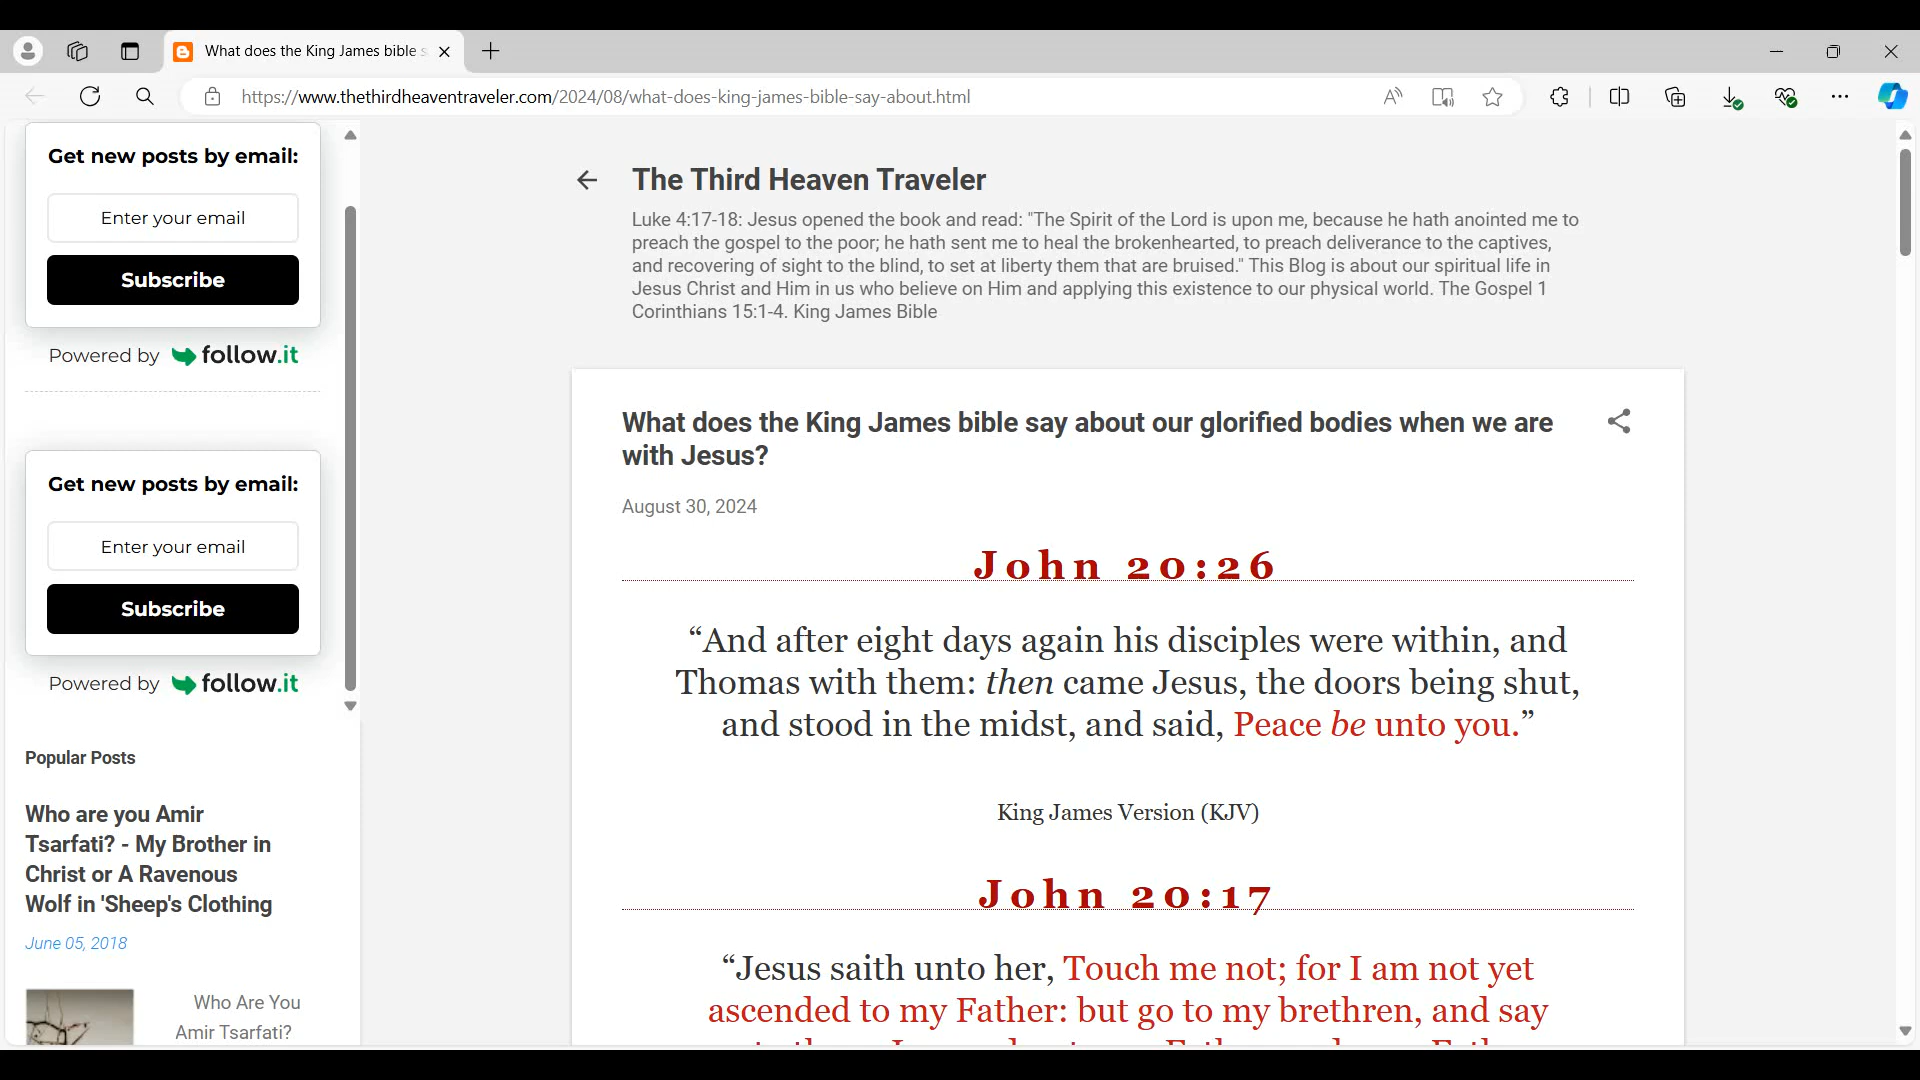 What does the King James bible s
https://www.thethirdheaventraveler.com/2024/08/what-does-king-james-bible-say-about.html
Get new posts by email:
Enter your email
Subscribe
Powered by follow.it
Get new posts by email:
Enter your email
Subscribe
Powered by follow.it
Popular Posts
Who are you Amir
Tsarfati? - My Brother in
Christ or A Ravenous
Wolf in 'Sheep's Clothing
June 05, 2018
Who Are You
Amir Tsarfati?
The Third Heaven Traveler
Luke 4:17-18: Jesus opened the book and read: "The Spirit of the Lord is upon me, because he hath anointed me to
preach the gospel to the poor; he hath sent me to heal the brokenhearted, to preach deliverance to the captives,
and recovering of sight to the blind, to set at liberty them that are bruised." This Blog is about our spiritual life in
Jesus Christ and Him in us who believe on Him and applying this existence to our physical world. The Gospel 1
Corinthians 15:1-4. King James Bible
What does the King James bible say about our glorified bodies when we are
with Jesus?
August 30, 2024
John 20:26
“And after eight days again his disciples were within, and
Thomas with them: then came Jesus, the doors being shut,
and stood in the midst, and said, Peace be unto you.”
King James Version (KJV)
John 20:17
“Jesus saith unto her, Touch me not; for I am not yet
ascended to my Father: but go to my brethren, and say